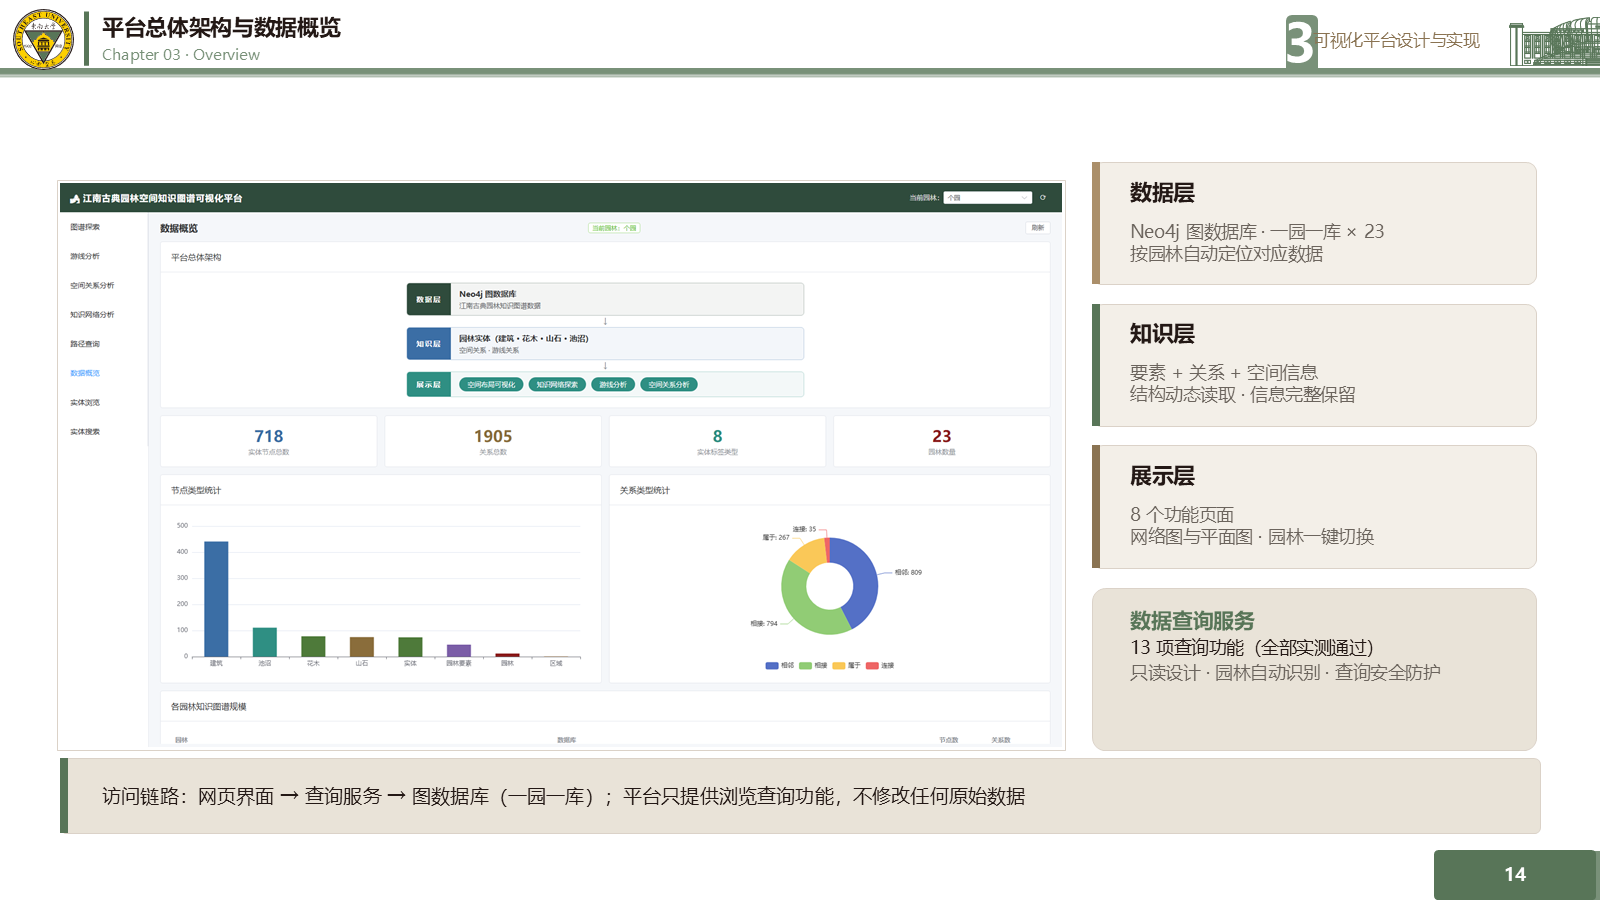 平台总体架构与数据概览
Chapter 03 · Overview
3
可视化平台设计与实现
江南古典园林空间知识图谱可视化平台
当前园林：
个园
图谱探索
游线分析
空间关系分析
知识网络分析
路径查询
数据概览
实体浏览
实体搜索
数据概览
当前园林：个园
刷新
平台总体架构
数据层
Neo4j 图数据库
江南古典园林知识图谱数据
↓
知识层
园林实体（建筑・花木・山石・池沼）
空间关系 · 游线关系
↓
展示层
空间布局可视化
知识网络探索
游线分析
空间关系分析
718
实体节点总数
1905
关系总数
8
实体标签类型
23
园林数量
节点类型统计
500
400
300
200
100
0
建筑
池沼
花木
山石
实体
园林要素
园林
区域
关系类型统计
连接: 35
属于: 267
相邻: 809
相接: 794
相邻
相接
属于
连接
各园林知识图谱规模
园林
数据库
节点数
关系数
数据层
Neo4j 图数据库 · 一园一库 × 23
按园林自动定位对应数据
知识层
要素 + 关系 + 空间信息
结构动态读取 · 信息完整保留
展示层
8 个功能页面
网络图与平面图 · 园林一键切换
数据查询服务
13 项查询功能（全部实测通过）
只读设计 · 园林自动识别 · 查询安全防护
访问链路：网页界面 → 查询服务 → 图数据库（一园一库）；平台只提供浏览查询功能，不修改任何原始数据
14